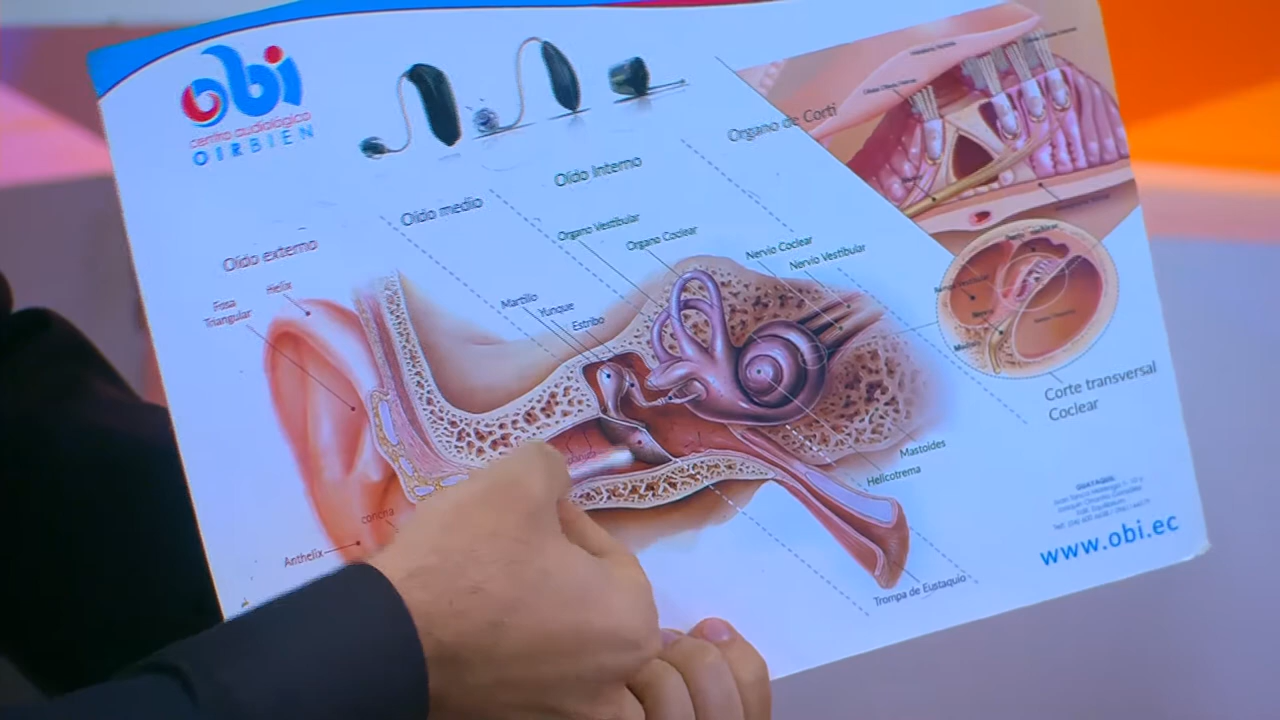 obi
centro audiológico
OIRBIEN
Organo de Corti
Oído Interno
Oído medio
Oído externo
Organo Vestibular
Organo Coclear
Nervio Coclear
Nervio Vestibular
Helix
Fosa
Triangular
Martillo
Yunque
Estribo
Corte transversal
Coclear
Mastoides
Helicotrema
concha
Anthelix
GUAYAQUIL
www.obi.ec
Trompa de Eustaquio